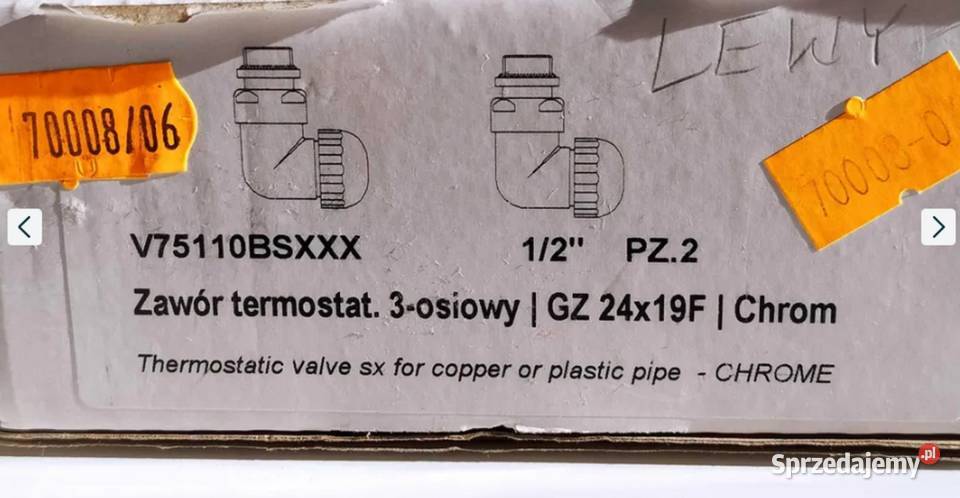 LEWY
70008/06
70008-0
V75110BSXXX 1/2" PZ.2
Zawór termostat. 3-osiowy | GZ 24x19F | Chrom
Thermostatic valve sx for copper or plastic pipe - CHROME
Sprzedajemy.pl